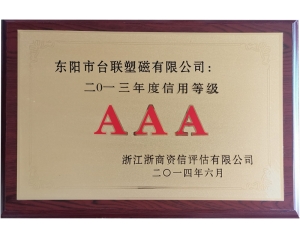 东阳市台联塑磁有限公司：
二〇一三年度信用等级
AAA
浙江浙商资信评估有限公司
二〇一四年六月